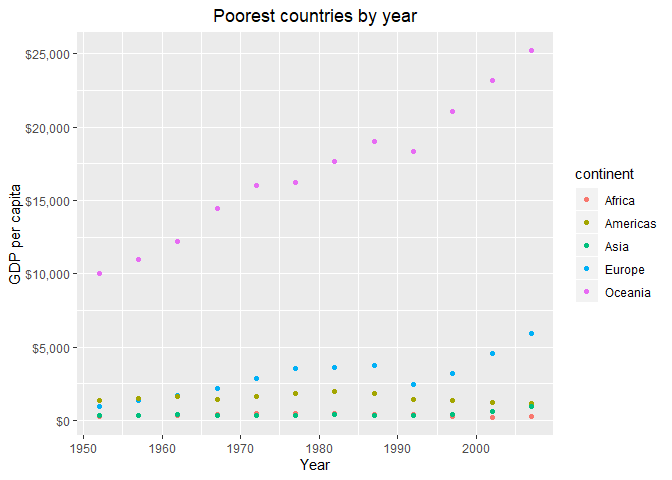 Poorest countries by year
GDP per capita
$25,000
$20,000
$15,000
$10,000
$5,000
$0
1950 1960 1970 1980 1990 2000
Year
continent
Africa
Americas
Asia
Europe
Oceania